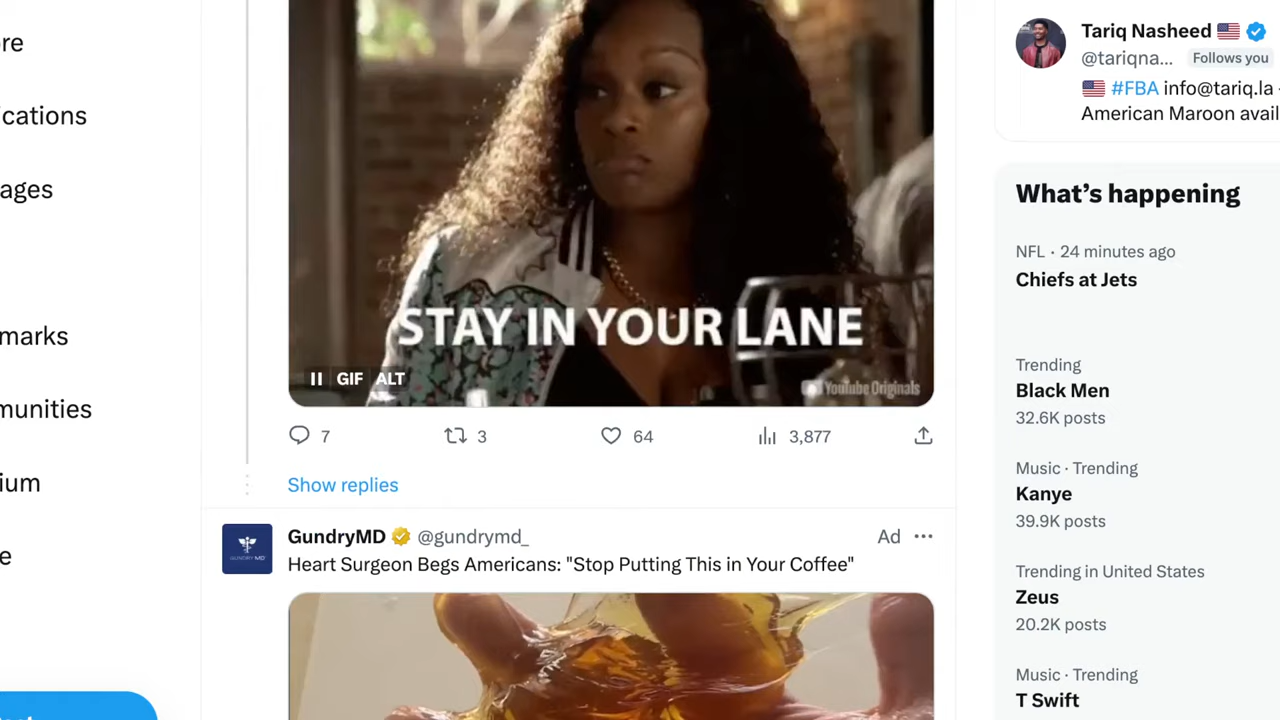 re
ications
ages
marks
munities
ium
e
STAY IN YOUR LANE
GIF ALT
YouTube Originals
7
3
64
3,877
Show replies
GUNDRY MD
GundryMD @gundrymd_
Ad
Heart Surgeon Begs Americans: "Stop Putting This in Your Coffee"
Tariq Nasheed 🇺🇸
@tariqna... Follows you
🇺🇸 #FBA info@tariq.la -
American Maroon avail
What's happening
NFL · 24 minutes ago
Chiefs at Jets
Trending
Black Men
32.6K posts
Music · Trending
Kanye
39.9K posts
Trending in United States
Zeus
20.2K posts
Music · Trending
T Swift